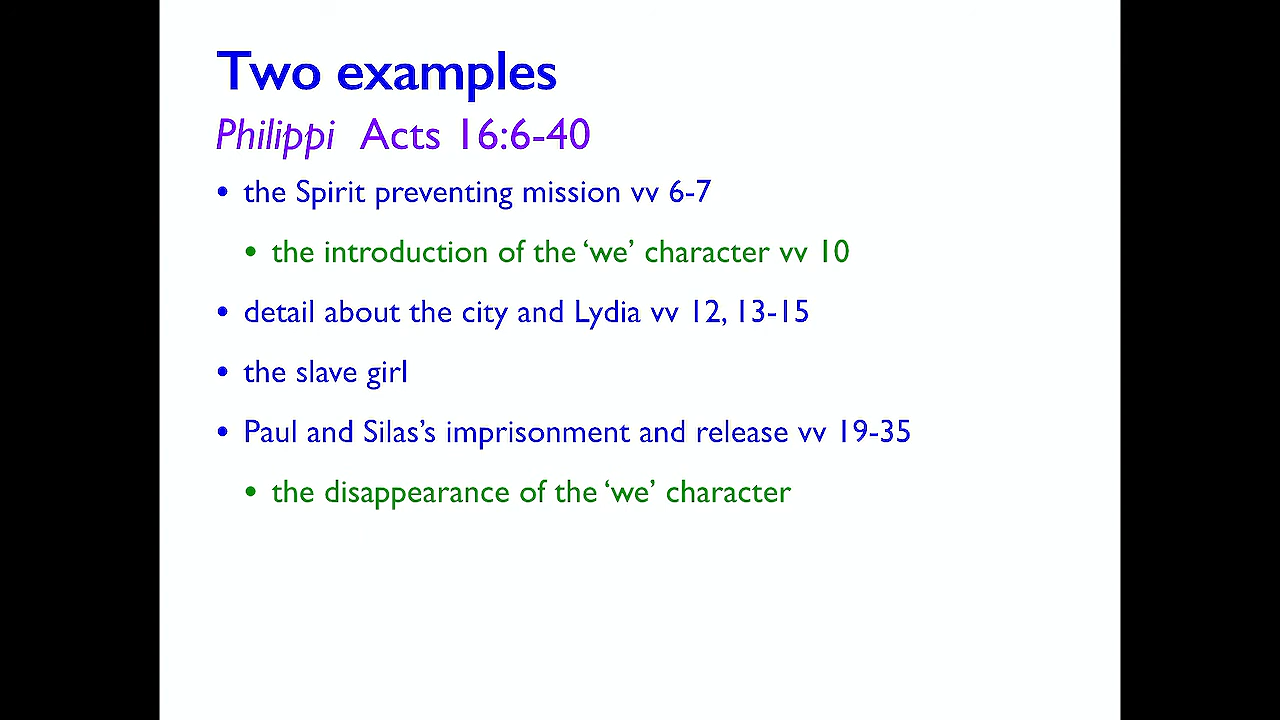 Two examples
Philippi Acts 16:6-40
• the Spirit preventing mission vv 6-7
• the introduction of the ‘we’ character vv 10
• detail about the city and Lydia vv 12, 13-15
• the slave girl
• Paul and Silas’s imprisonment and release vv 19-35
• the disappearance of the ‘we’ character